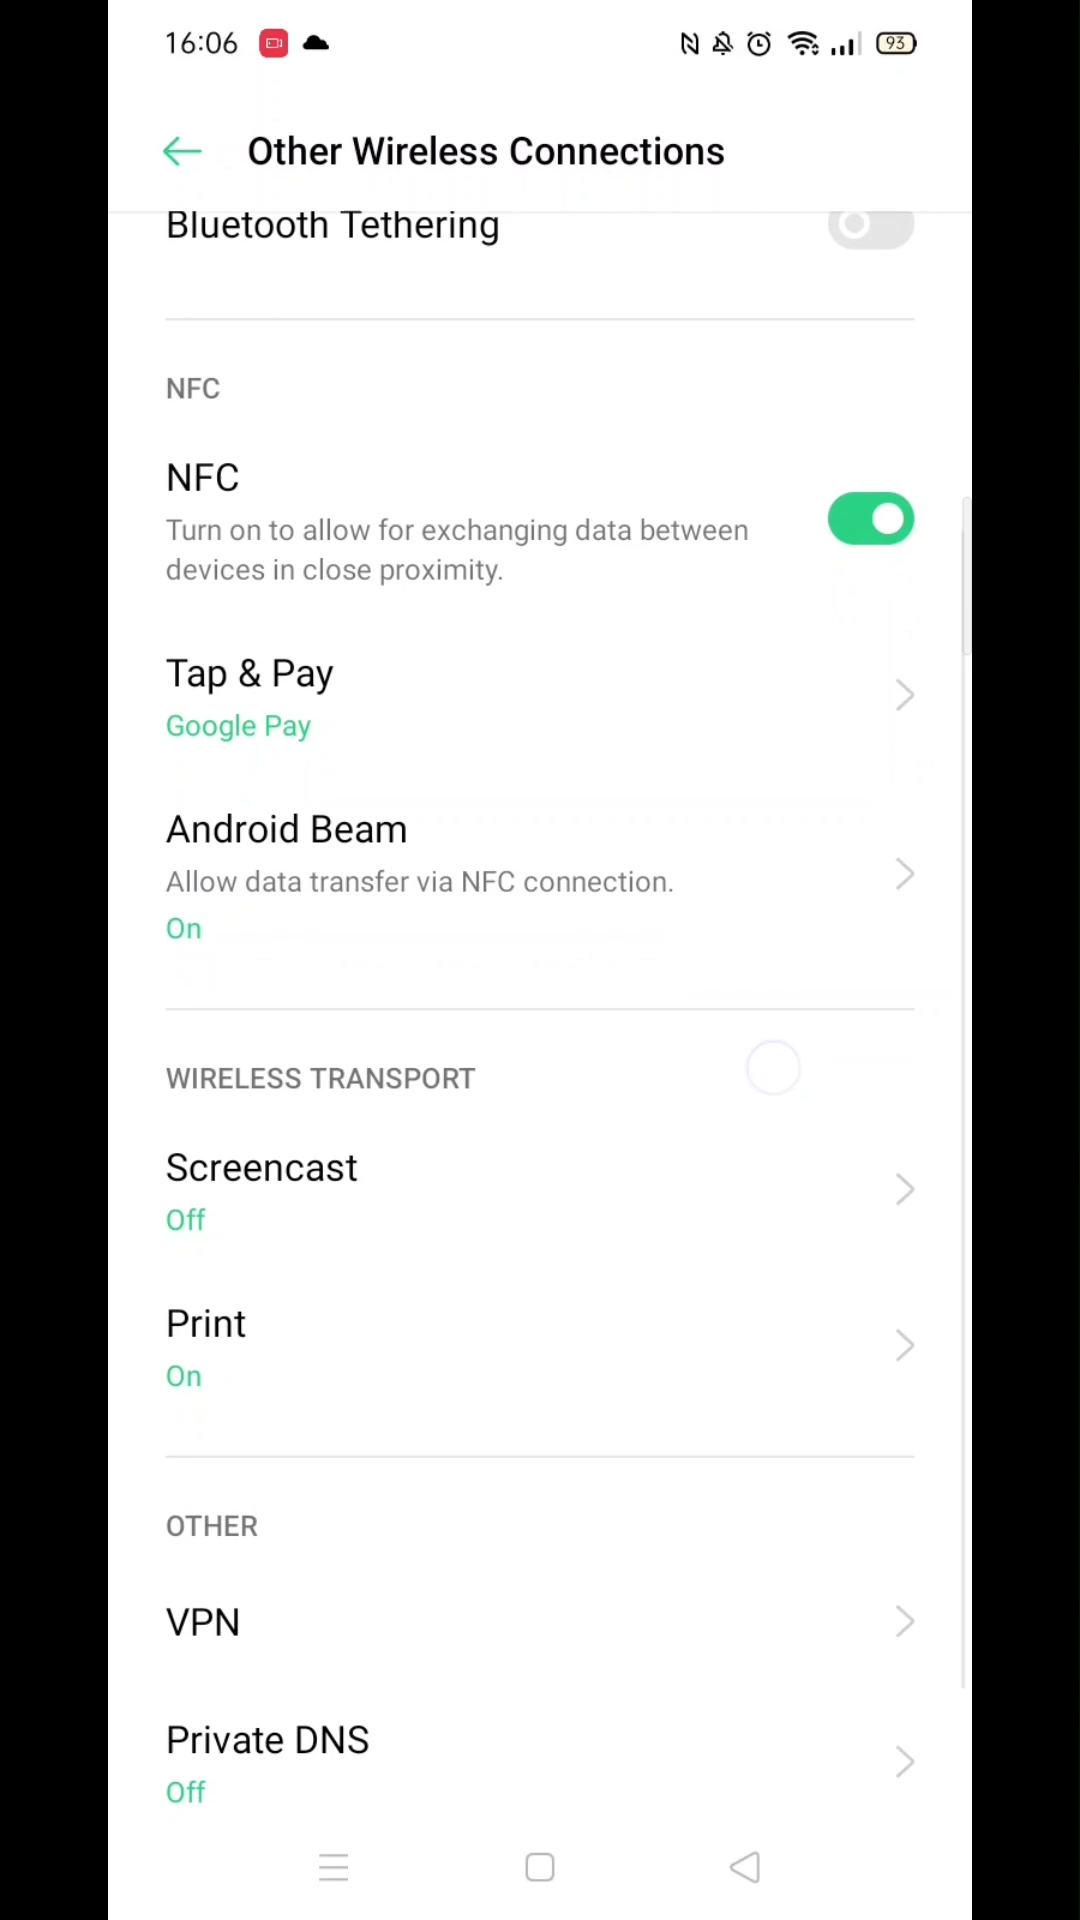 16:06
93
Other Wireless Connections
Bluetooth Tethering
NFC
NFC
Turn on to allow for exchanging data between
devices in close proximity.
Tap & Pay
Google Pay
Android Beam
Allow data transfer via NFC connection.
On
WIRELESS TRANSPORT
Screencast
Off
Print
On
OTHER
VPN
Private DNS
Off